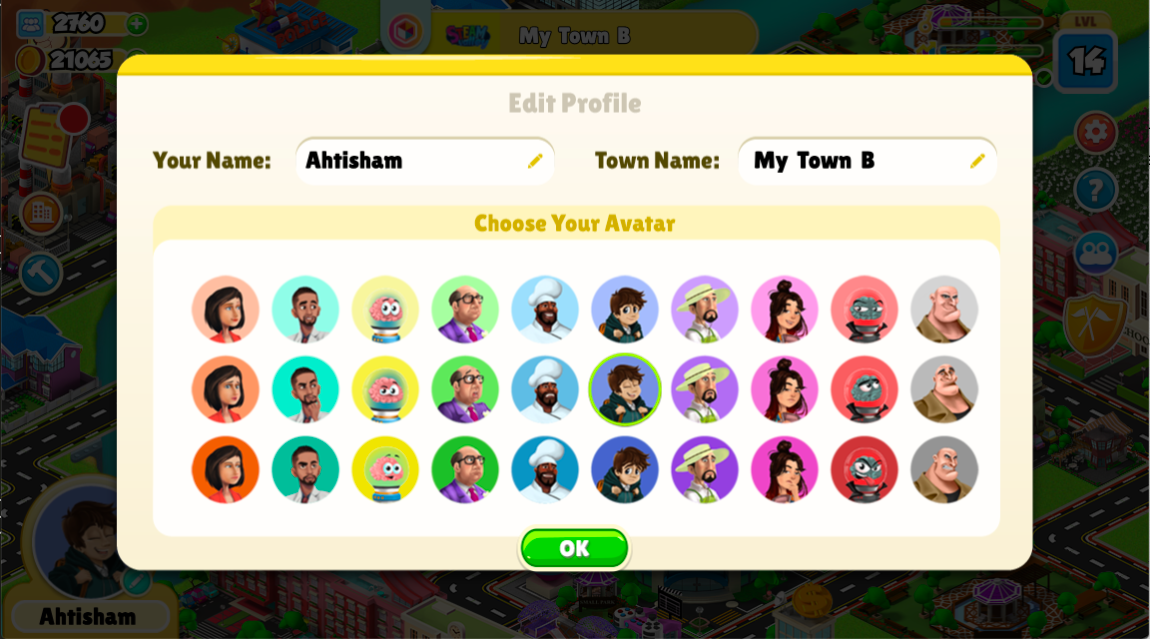 2760
My Town B
LVL
21065
14
Edit Profile
Your Name: Ahtisham
Town Name: My Town B
Choose Your Avatar
OK
Ahtisham